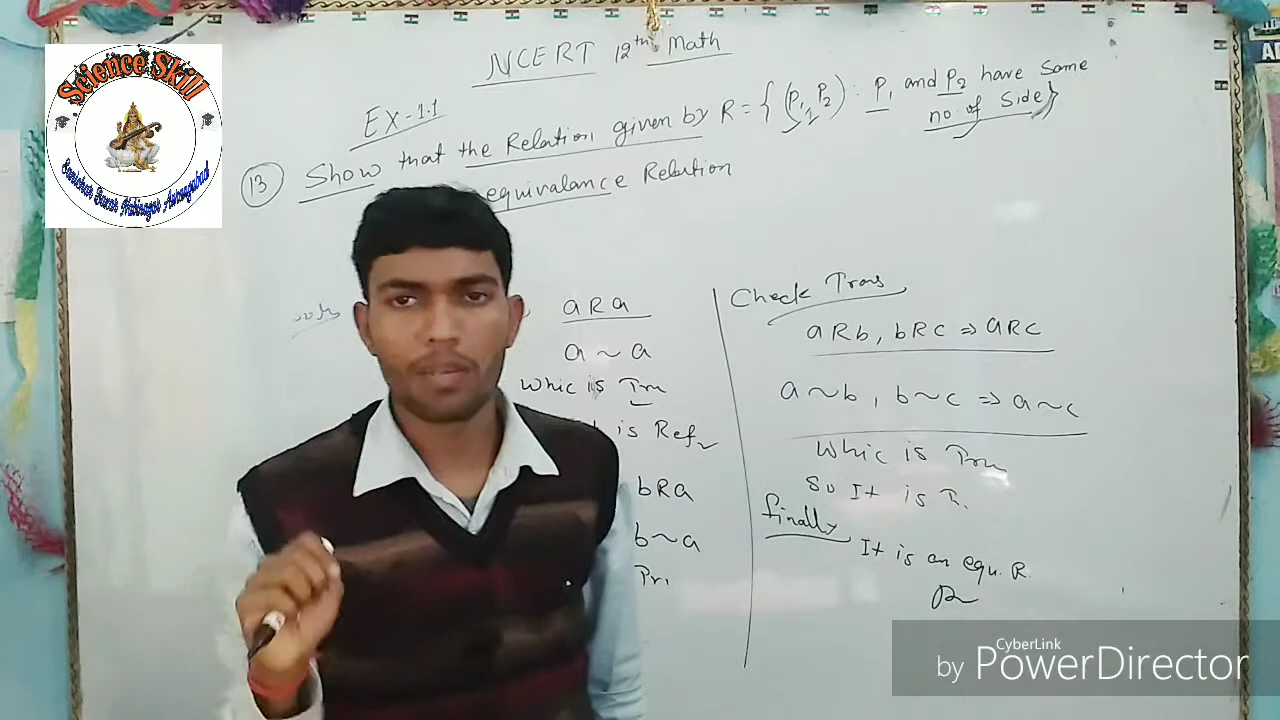 Science Skill
NCERT 12th Math
Ex-1.1
13 Show that the Relation given by R = { (P1, P2) : P1 and P2 have same
no. of Side }
equivalance Relation
aRa
a ~ a
Whic is Tru
is Ref
bRa
b~a
Check Trans
aRb, bRc ⇒ aRc
a~b, b~c ⇒ a~c
Whic is Tru
So It is T.
finally
It is an equ. R.
CyberLink
by PowerDirector